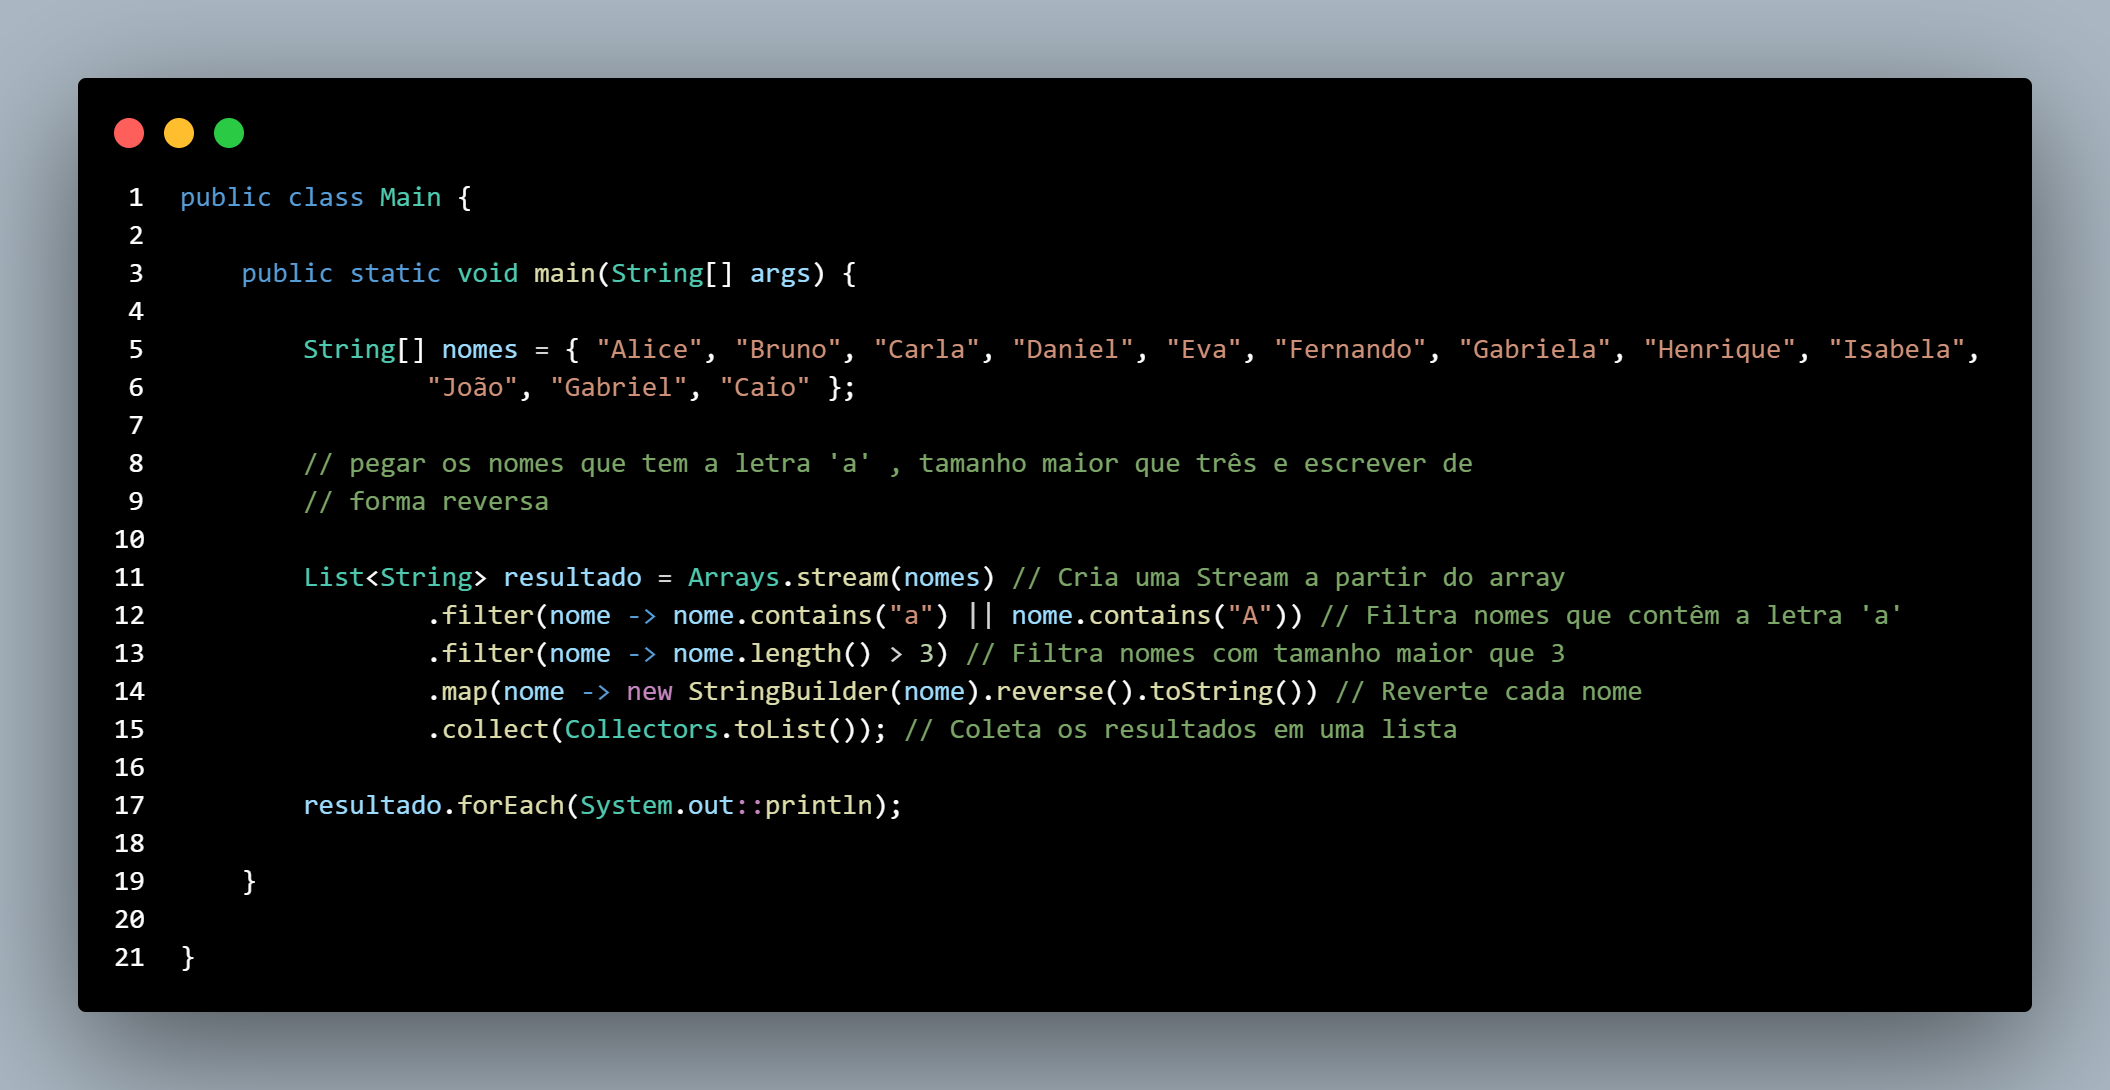 1 public class Main {
2
3     public static void main(String[] args) {
4
5         String[] nomes = { "Alice", "Bruno", "Carla", "Daniel", "Eva", "Fernando", "Gabriela", "Henrique", "Isabela",
6                 "João", "Gabriel", "Caio" };
7
8         // pegar os nomes que tem a letra 'a' , tamanho maior que três e escrever de
9         // forma reversa
10
11         List<String> resultado = Arrays.stream(nomes) // Cria uma Stream a partir do array
12                 .filter(nome -> nome.contains("a") || nome.contains("A")) // Filtra nomes que contêm a letra 'a'
13                 .filter(nome -> nome.length() > 3) // Filtra nomes com tamanho maior que 3
14                 .map(nome -> new StringBuilder(nome).reverse().toString()) // Reverte cada nome
15                 .collect(Collectors.toList()); // Coleta os resultados em uma lista
16
17         resultado.forEach(System.out::println);
18
19     }
20
21 }